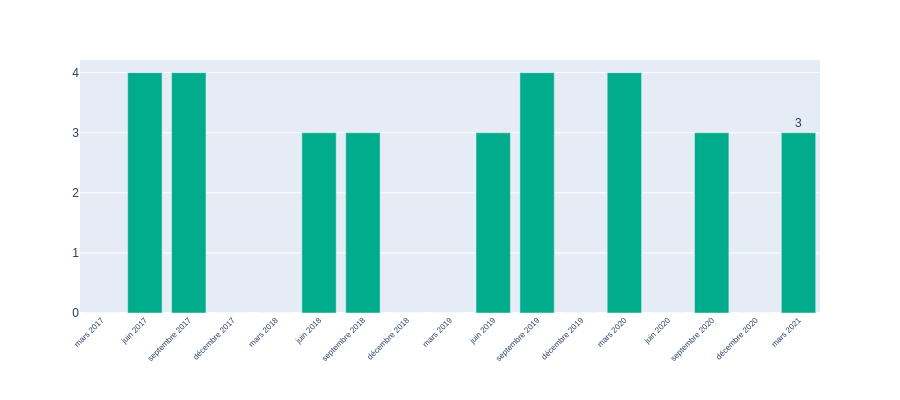 4
3
3
2
1
0
mars 2017
juin 2017
septembre 2017
décembre 2017
mars 2018
juin 2018
septembre 2018
décembre 2018
mars 2019
juin 2019
septembre 2019
décembre 2019
mars 2020
juin 2020
septembre 2020
décembre 2020
mars 2021